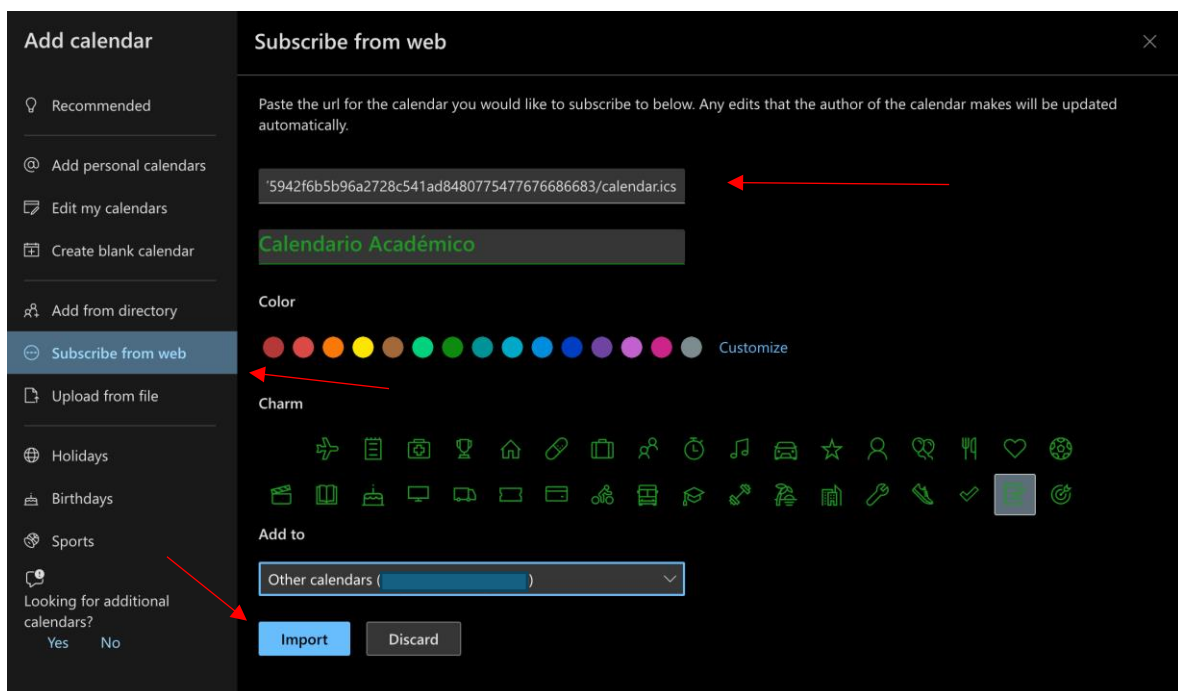 Add calendar
Recommended
Add personal calendars
Edit my calendars
Create blank calendar
Add from directory
Subscribe from web
Upload from file
Holidays
Birthdays
Sports
Looking for additional
calendars?
Yes No
Subscribe from web
Paste the url for the calendar you would like to subscribe to below. Any edits that the author of the calendar makes will be updated
automatically.
5942f6b5b96a2728c541ad8480775477676686683/calendar.ics
Calendario Académico
Color
Customize
Charm
Add to
Other calendars ( )
Import Discard